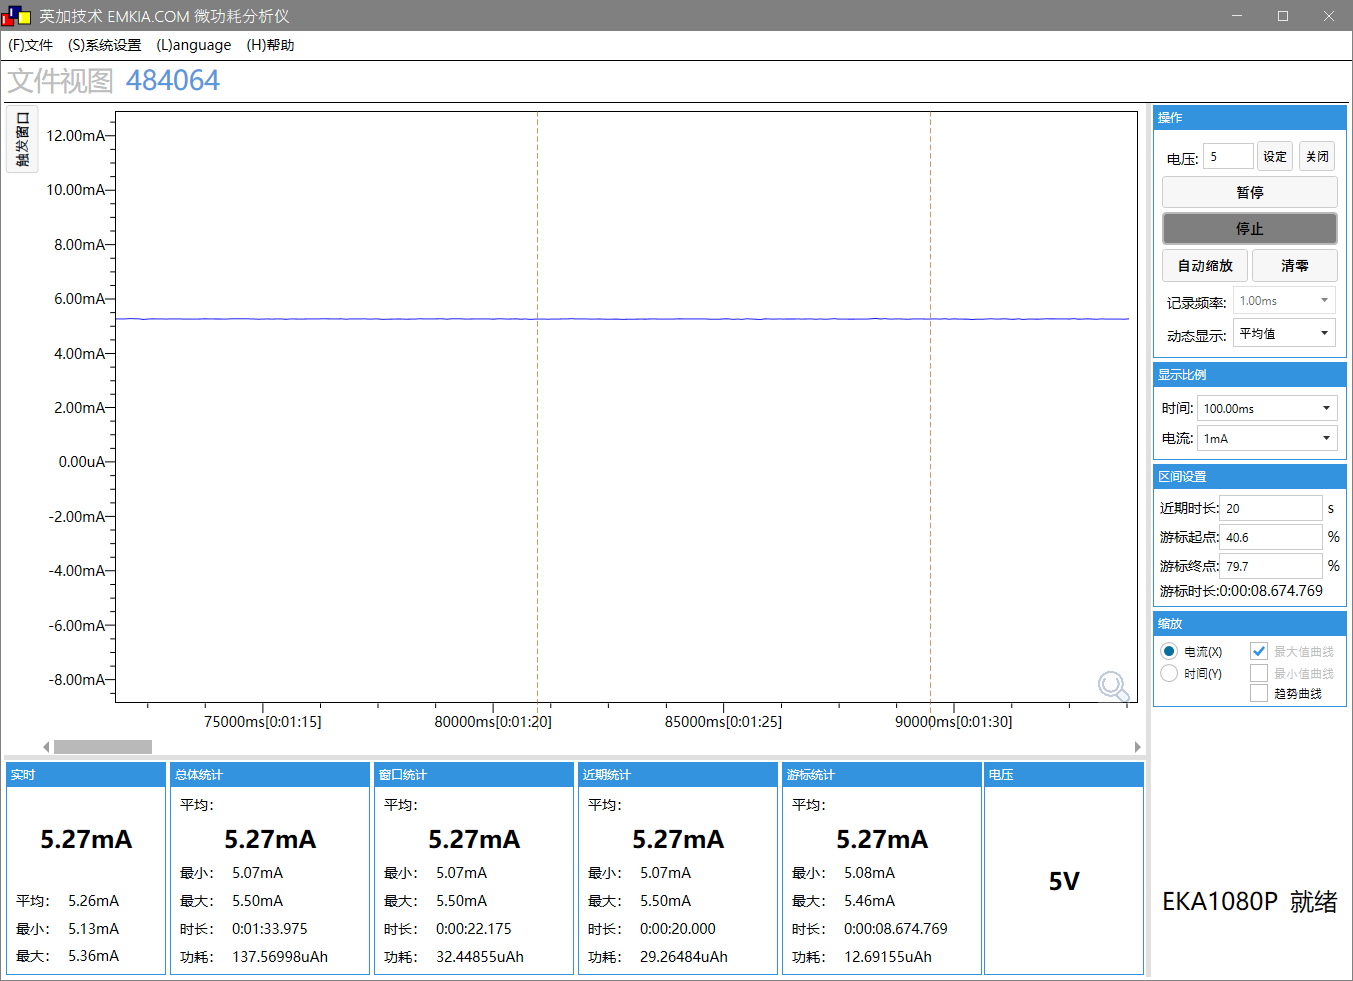 英加技术 EMKIA.COM 微功耗分析仪
(F)文件 (S)系统设置 (L)anguage (H)帮助
文件视图 484064
触发窗口
12.00mA
10.00mA
8.00mA
6.00mA
4.00mA
2.00mA
0.00uA
-2.00mA
-4.00mA
-6.00mA
-8.00mA
75000ms[0:01:15] 80000ms[0:01:20] 85000ms[0:01:25] 90000ms[0:01:30]
操作
电压: 5 设定 关闭
暂停
停止
自动缩放 清零
记录频率: 1.00ms
动态显示: 平均值
显示比例
时间: 100.00ms
电流: 1mA
区间设置
近期时长: 20 s
游标起点: 40.6 %
游标终点: 79.7 %
游标时长:0:00:08.674.769
缩放
电流(X) 最大值曲线
时间(Y) 最小值曲线
趋势曲线
实时
5.27mA
平均: 5.26mA
最小: 5.13mA
最大: 5.36mA
总体统计
平均:
5.27mA
最小: 5.07mA
最大: 5.50mA
时长: 0:01:33.975
功耗: 137.56998uAh
窗口统计
平均:
5.27mA
最小: 5.07mA
最大: 5.50mA
时长: 0:00:22.175
功耗: 32.44855uAh
近期统计
平均:
5.27mA
最小: 5.07mA
最大: 5.50mA
时长: 0:00:20.000
功耗: 29.26484uAh
游标统计
平均:
5.27mA
最小: 5.08mA
最大: 5.46mA
时长: 0:00:08.674.769
功耗: 12.69155uAh
电压
5V
EKA1080P 就绪